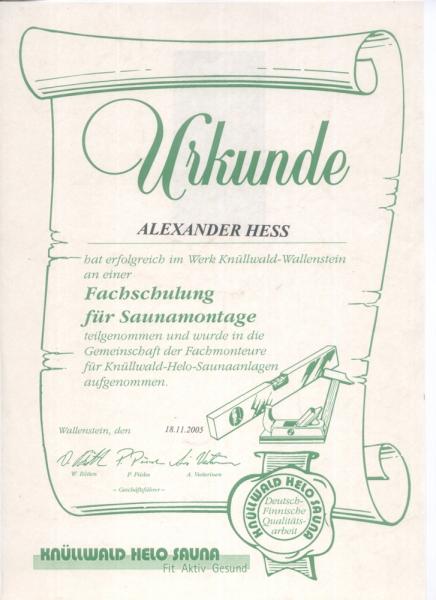 Urkunde
ALEXANDER HESS
hat erfolgreich im Werk Knüllwald-Wallenstein
an einer
Fachschulung
für Saunamontage
teilgenommen und wurde in die
Gemeinschaft der Fachmonteure
für Knüllwald-Helo-Saunaanlagen
aufgenommen.
Wallenstein, den 18.11.2005
P. Päiden A. Vesterinen
– Geschäftsführer –
KNÜLLWALD HELO SAUNA
Deutsch-
Finnische
Qualitäts-
arbeit
KNÜLLWALD HELO SAUNA
Fit Aktiv Gesund